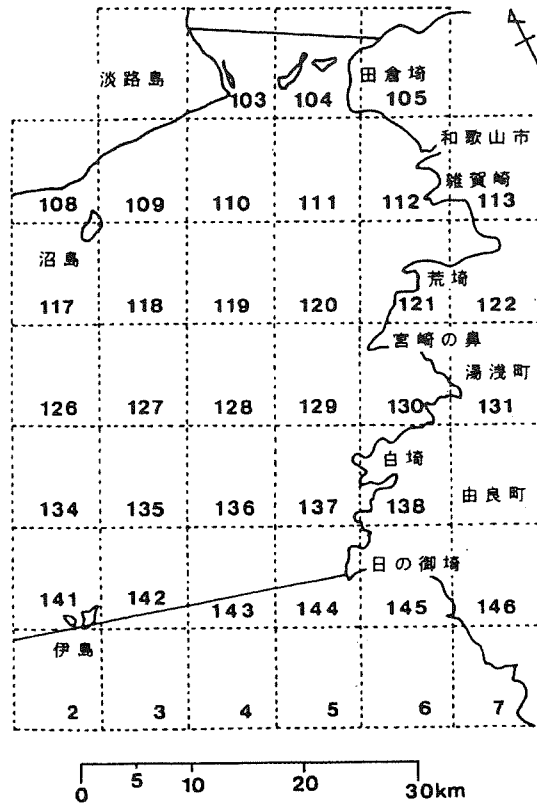 淡路島
田倉埼
103 104 105
和歌山市
雑賀崎
108 109 110 111 112 113
沼島
荒埼
117 118 119 120 121 122
宮崎の鼻
湯浅町
126 127 128 129 130 131
白埼
134 135 136 137 138
由良町
日の御埼
141 142 143 144 145 146
伊島
2 3 4 5 6 7
0 5 10 20 30km